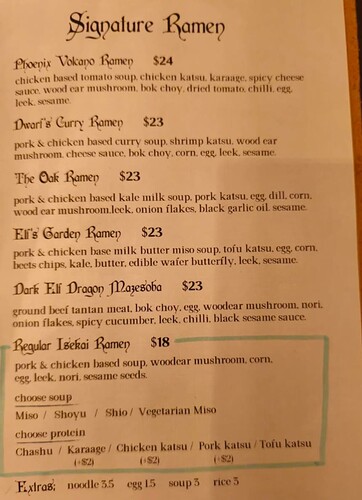 Signature Ramen
Phoenix Volcano Ramen $24
chicken based tomato soup, chicken katsu, karaage, spicy cheese
sauce, wood ear mushroom, bok choy, dried tomato, chilli, egg,
leek, sesame.
Dwarf's Curry Ramen $23
pork & chicken based curry soup, shrimp katsu, wood ear
mushroom, cheese sauce, bok choy, corn, egg, leek, sesame.
The Oak Ramen $23
pork & chicken based kale milk soup, pork katsu, egg, dill, corn,
wood ear mushroom,leek, onion flakes, black garlic oil, sesame.
Elf's Garden Ramen $23
pork & chicken base milk butter miso soup, tofu katsu, egg, corn,
beets chips, kale, butter, edible wafer butterfly, leek, sesame.
Dark Elf Dragon Mazesoba $23
ground beef tantan meat, bok choy, egg, woodear mushroom, nori,
onion flakes, spicy cucumber, leek, chilli, black sesame sauce.
Regular Isekai Ramen $18
pork & chicken based soup, woodear mushroom, corn,
egg, leek, nori, sesame seeds.
choose soup
Miso / Shoyu / Shio / Vegetarian Miso
choose protein
Chashu / Karaage / Chicken katsu / Pork katsu / Tofu katsu
(+$2) (+$2) (+$2)
Extras: noodle 3.5 egg 1.5 soup 3 rice 3